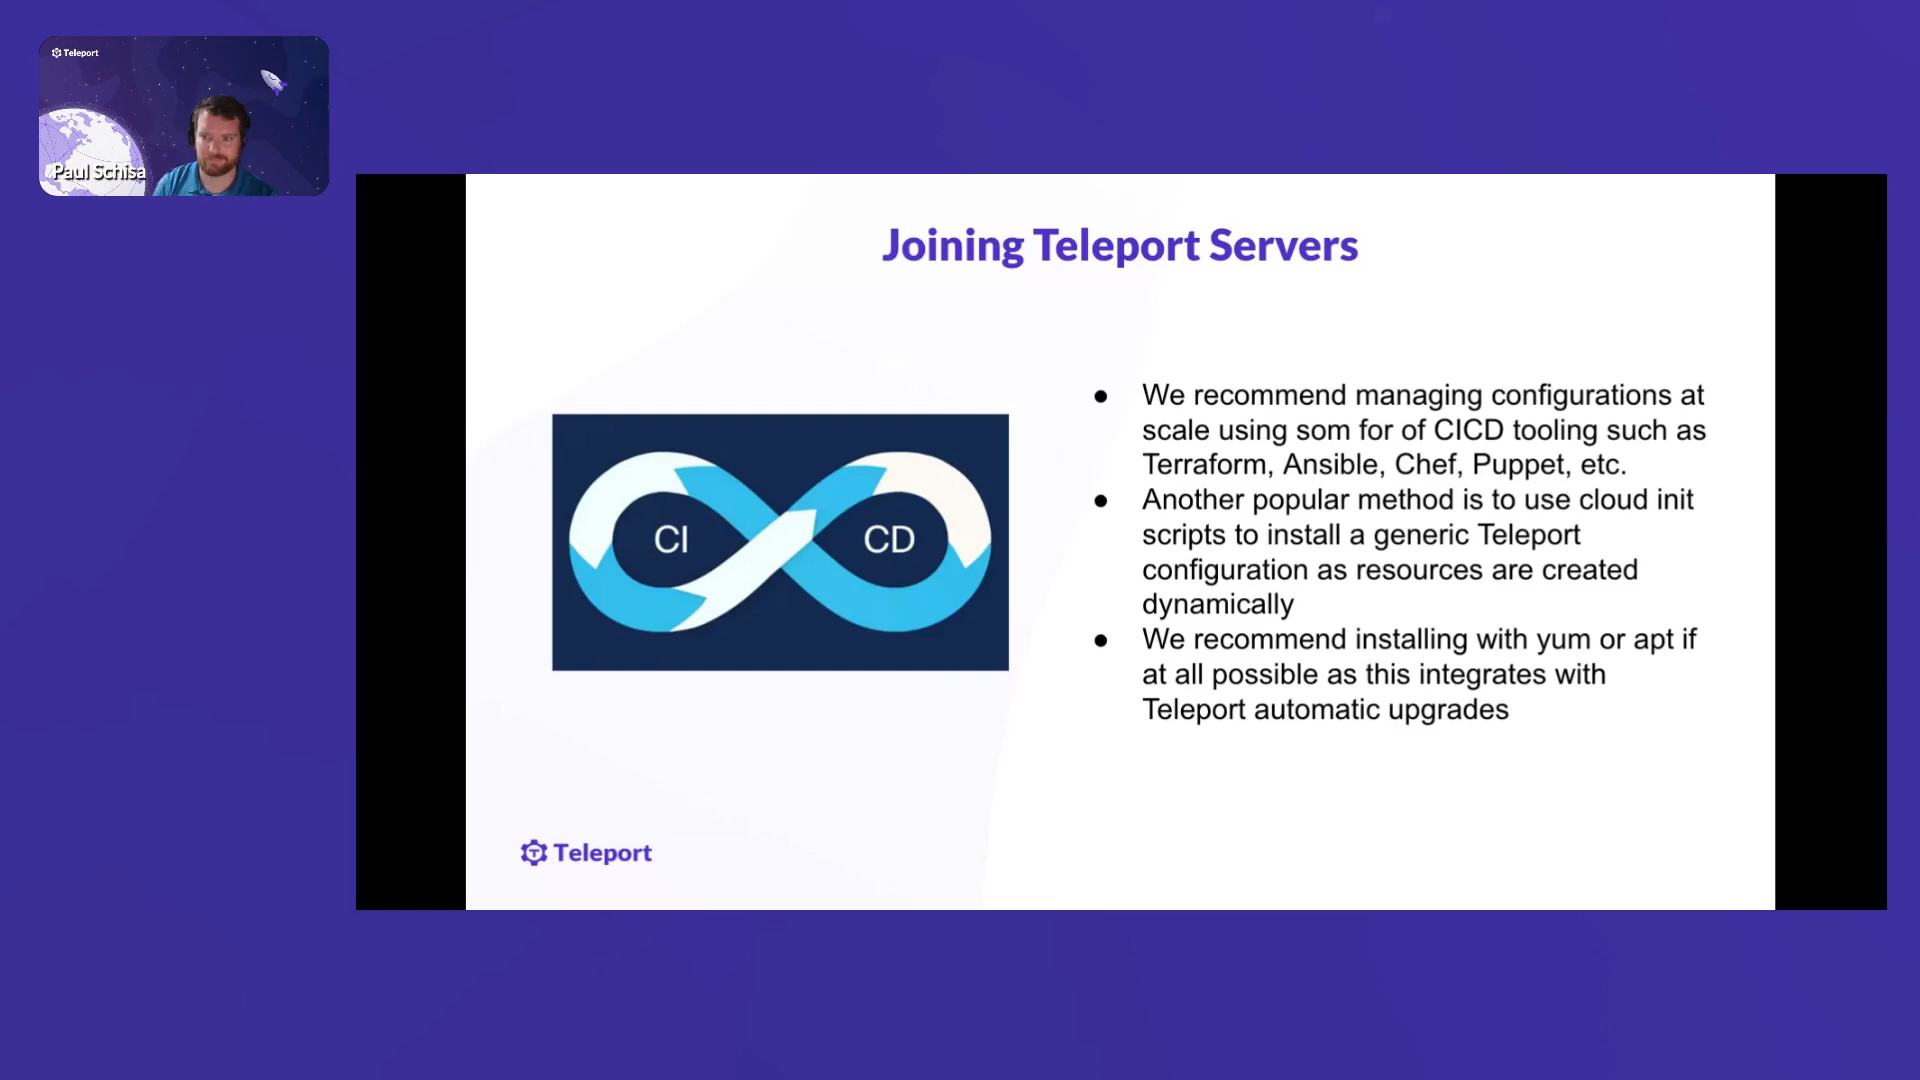 Teleport
Paul Schisa
Joining Teleport Servers
CI
CD
● We recommend managing configurations at
scale using som for of CICD tooling such as
Terraform, Ansible, Chef, Puppet, etc.
● Another popular method is to use cloud init
scripts to install a generic Teleport
configuration as resources are created
dynamically
● We recommend installing with yum or apt if
at all possible as this integrates with
Teleport automatic upgrades
Teleport